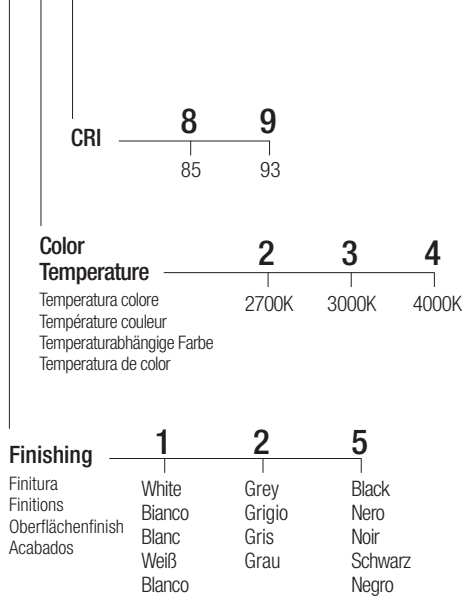 CRI
8 9
85 93
Color
Temperature
2 3 4
Temperatura colore
Température couleur
Temperaturabhängige Farbe
Temperatura de color
2700K 3000K 4000K
Finishing
1 2 5
Finitura
Finitions
Oberflächenfinish
Acabados
White Grey Black
Bianco Grigio Nero
Blanc Gris Noir
Weiß Grau Schwarz
Blanco Negro